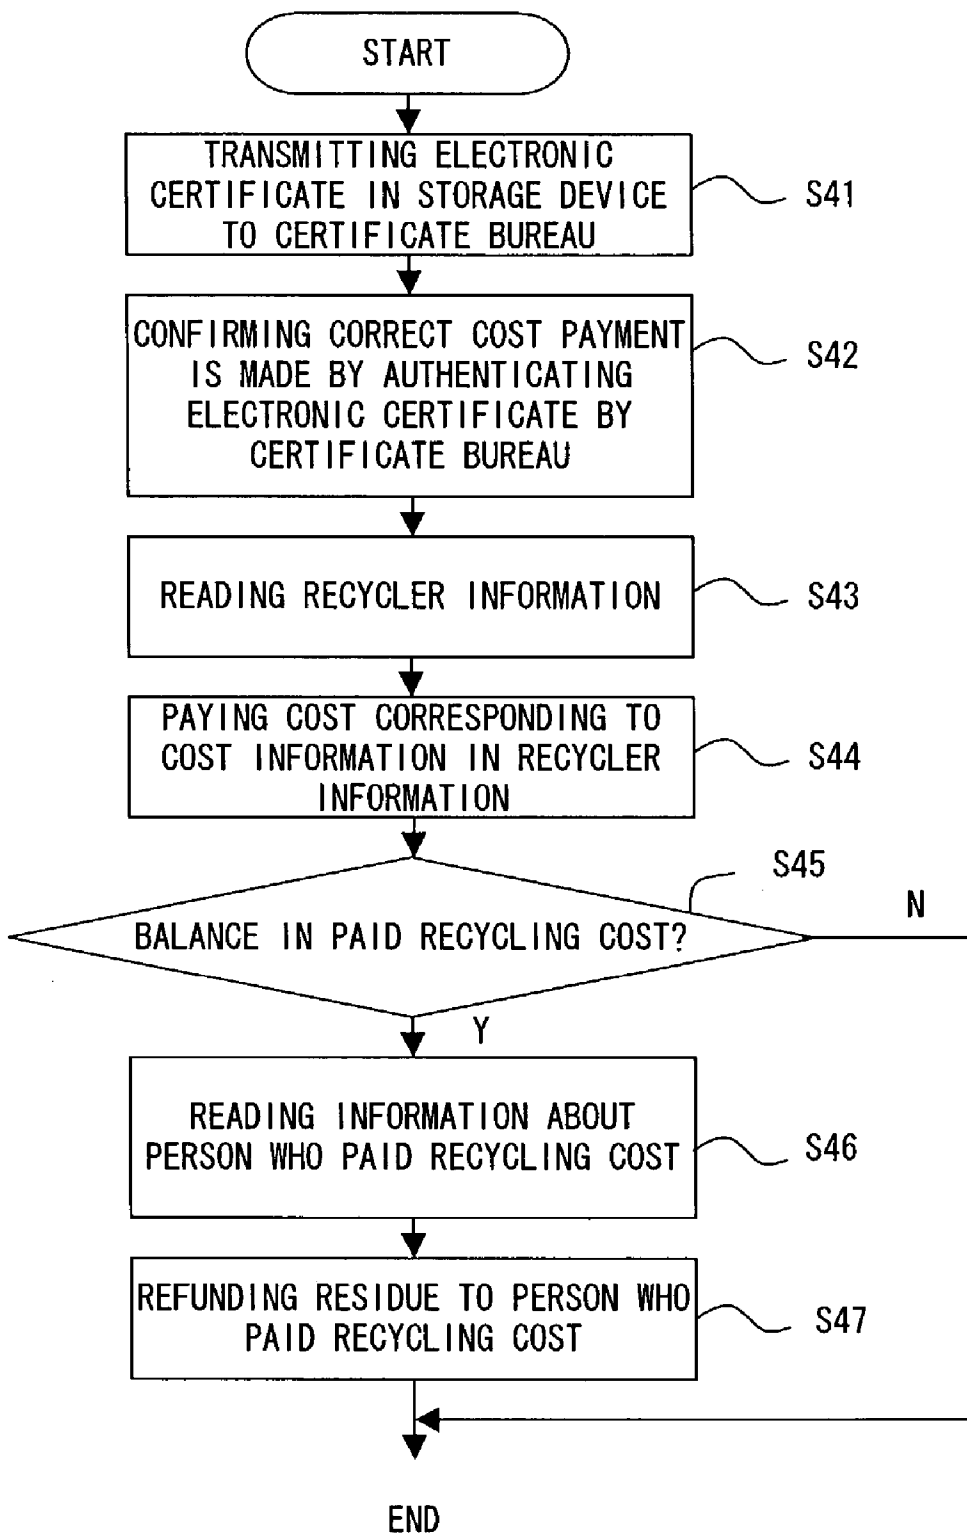 START
TRANSMITTING ELECTRONIC
CERTIFICATE IN STORAGE DEVICE
TO CERTIFICATE BUREAU
S41
CONFIRMING CORRECT COST PAYMENT
IS MADE BY AUTHENTICATING
ELECTRONIC CERTIFICATE BY
CERTIFICATE BUREAU
S42
READING RECYCLER INFORMATION
S43
PAYING COST CORRESPONDING TO
COST INFORMATION IN RECYCLER
INFORMATION
S44
BALANCE IN PAID RECYCLING COST?
S45
N
Y
READING INFORMATION ABOUT
PERSON WHO PAID RECYCLING COST
S46
REFUNDING RESIDUE TO PERSON WHO
PAID RECYCLING COST
S47
END